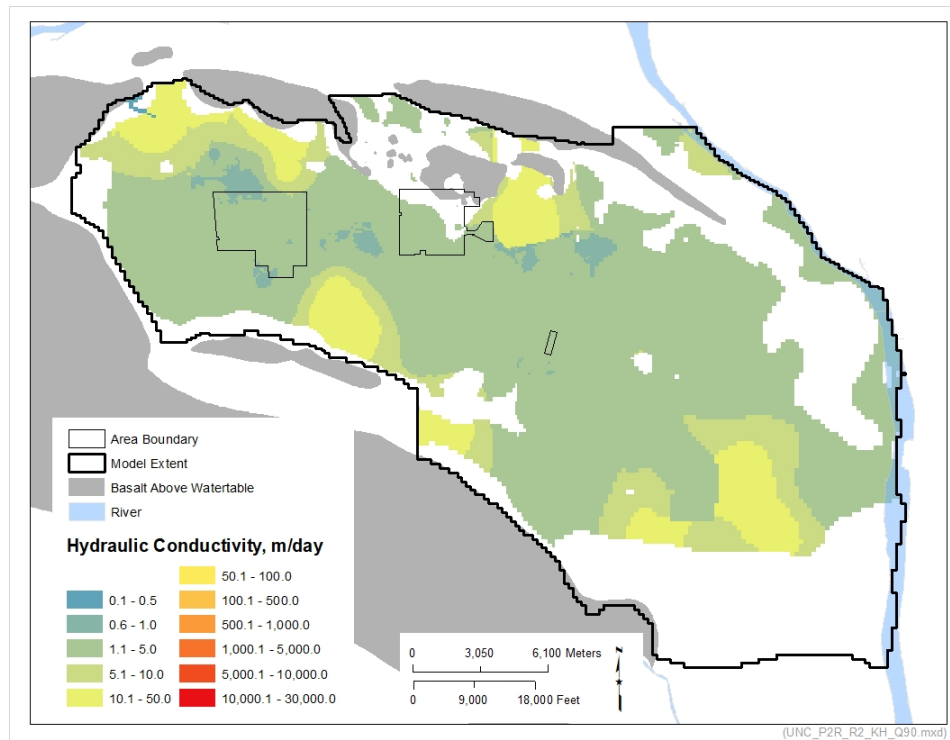 Area Boundary
Model Extent
Basalt Above Watertable
River
Hydraulic Conductivity, m/day
0.1 - 0.5
0.6 - 1.0
1.1 - 5.0
5.1 - 10.0
10.1 - 50.0
50.1 - 100.0
100.1 - 500.0
500.1 - 1,000.0
1,000.1 - 5,000.0
5,000.1 - 10,000.0
10,000.1 - 30,000.0
0 3,050 6,100 Meters
0 9,000 18,000 Feet
N
(UNC_P2R_R2_KH_Q90.mxd)